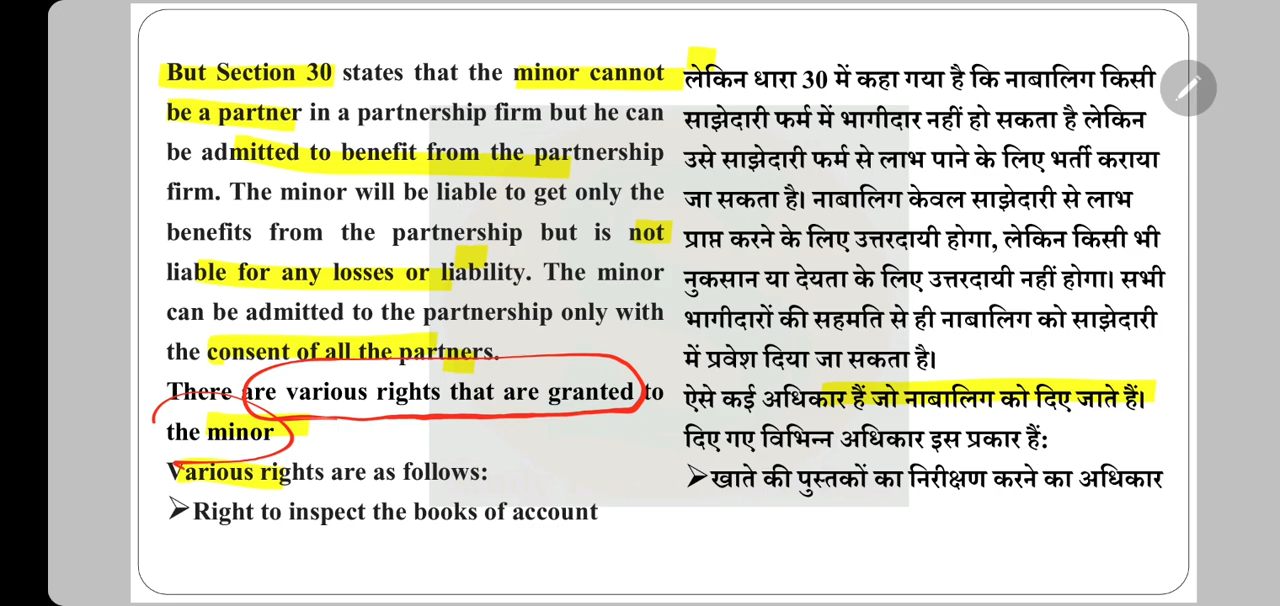 But Section 30 states that the minor cannot
be a partner in a partnership firm but he can
be admitted to benefit from the partnership
firm. The minor will be liable to get only the
benefits from the partnership but is not
liable for any losses or liability. The minor
can be admitted to the partnership only with
the consent of all the partners.
There are various rights that are granted to
the minor
Various rights are as follows:
➢Right to inspect the books of account
लेकिन धारा 30 में कहा गया है कि नाबालिग किसी
साझेदारी फर्म में भागीदार नहीं हो सकता है लेकिन
उसे साझेदारी फर्म से लाभ पाने के लिए भर्ती कराया
जा सकता है। नाबालिग केवल साझेदारी से लाभ
प्राप्त करने के लिए उत्तरदायी होगा, लेकिन किसी भी
नुकसान या देयता के लिए उत्तरदायी नहीं होगा। सभी
भागीदारों की सहमति से ही नाबालिग को साझेदारी
में प्रवेश दिया जा सकता है।
ऐसे कई अधिकार हैं जो नाबालिग को दिए जाते हैं।
दिए गए विभिन्न अधिकार इस प्रकार हैं:
➢खाते की पुस्तकों का निरीक्षण करने का अधिकार